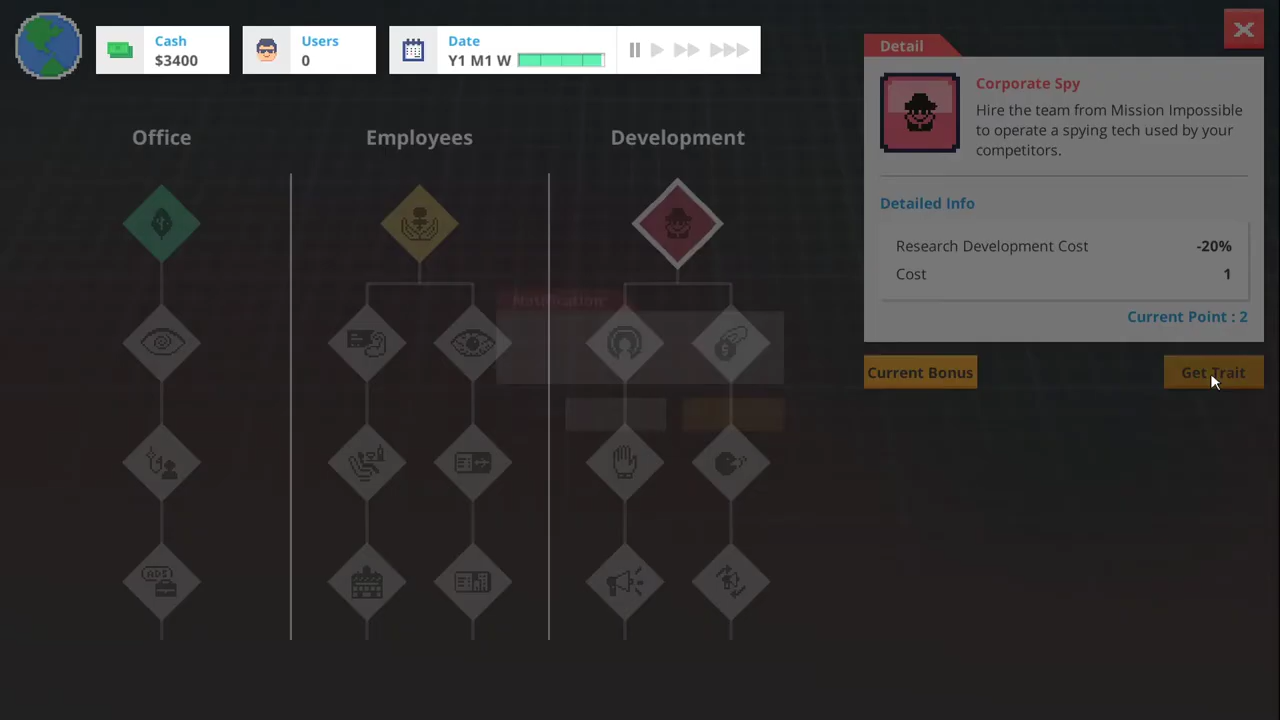 Cash
$3400
Users
0
Date
Y1 M1 W
Detail
Corporate Spy
Hire the team from Mission Impossible
to operate a spying tech used by your
competitors.
Detailed Info
Research Development Cost -20%
Cost 1
Current Point : 2
Current Bonus
Get Trait
Office
Employees
Development
Notification
ADS